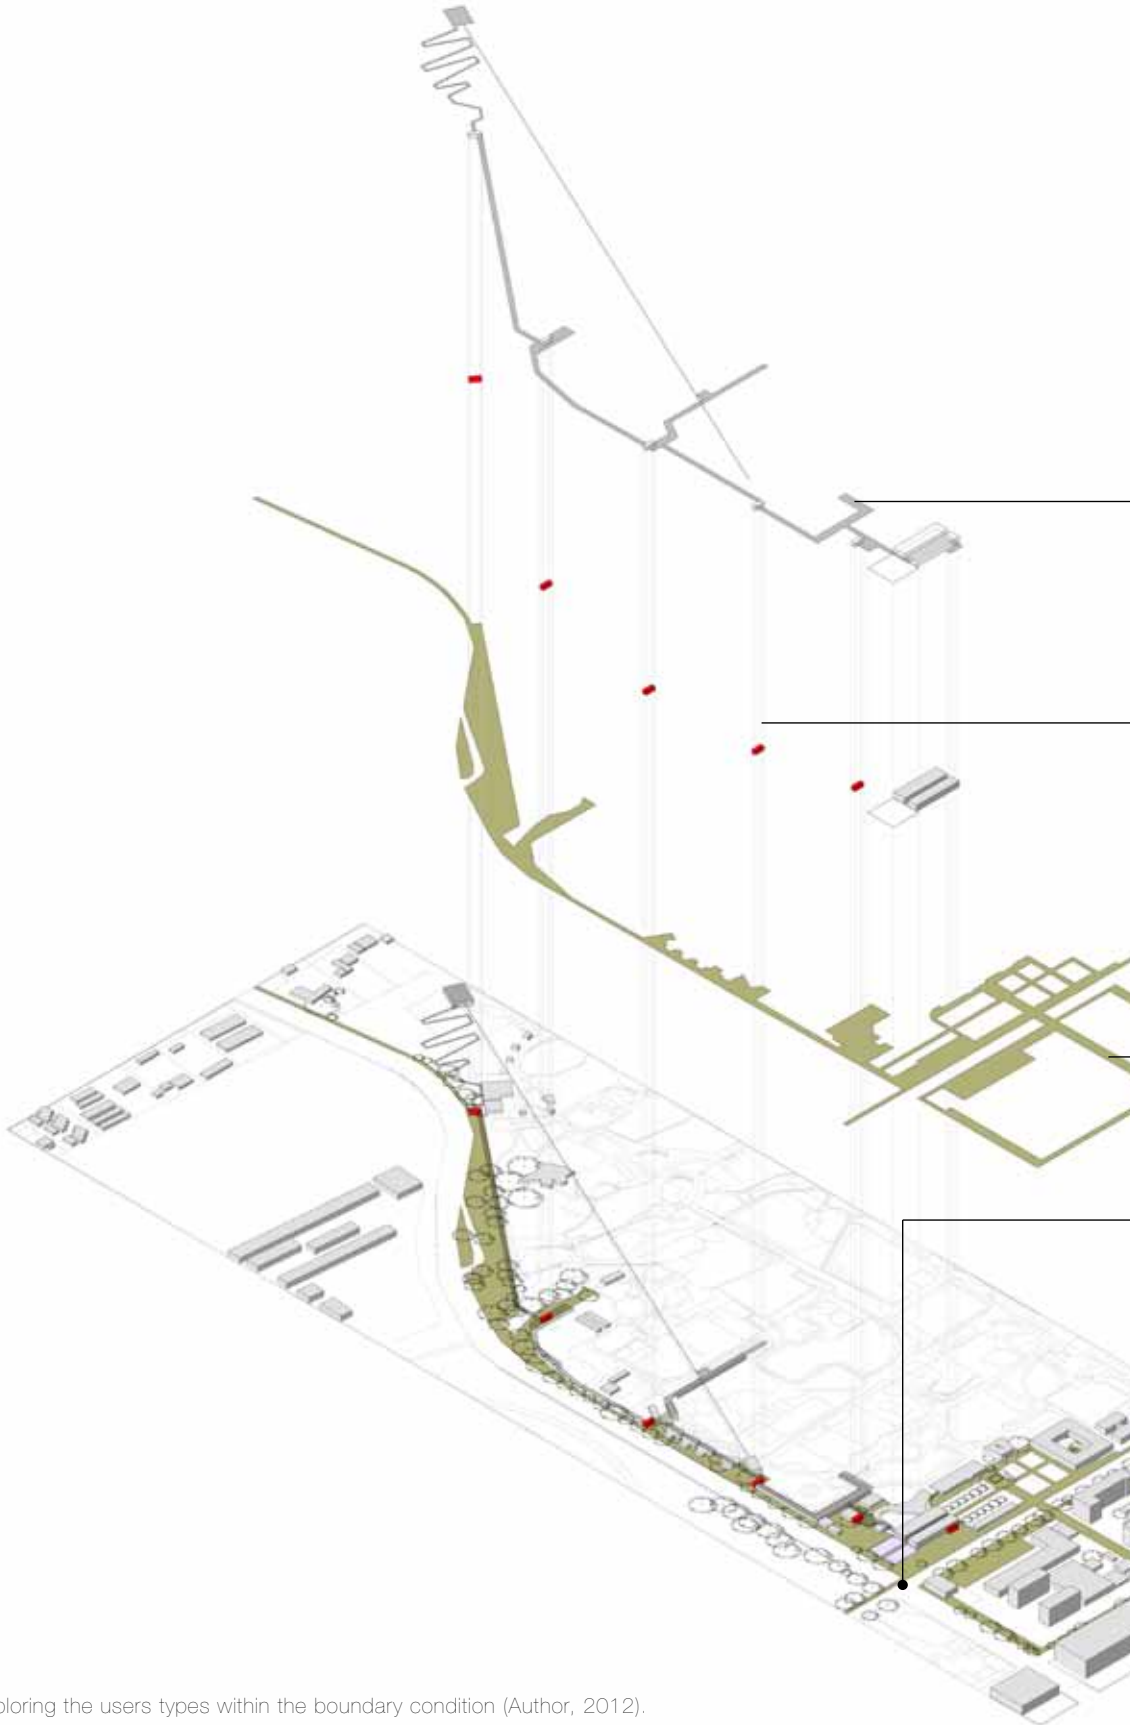 ploring the users types within the boundary condition (Author, 2012).